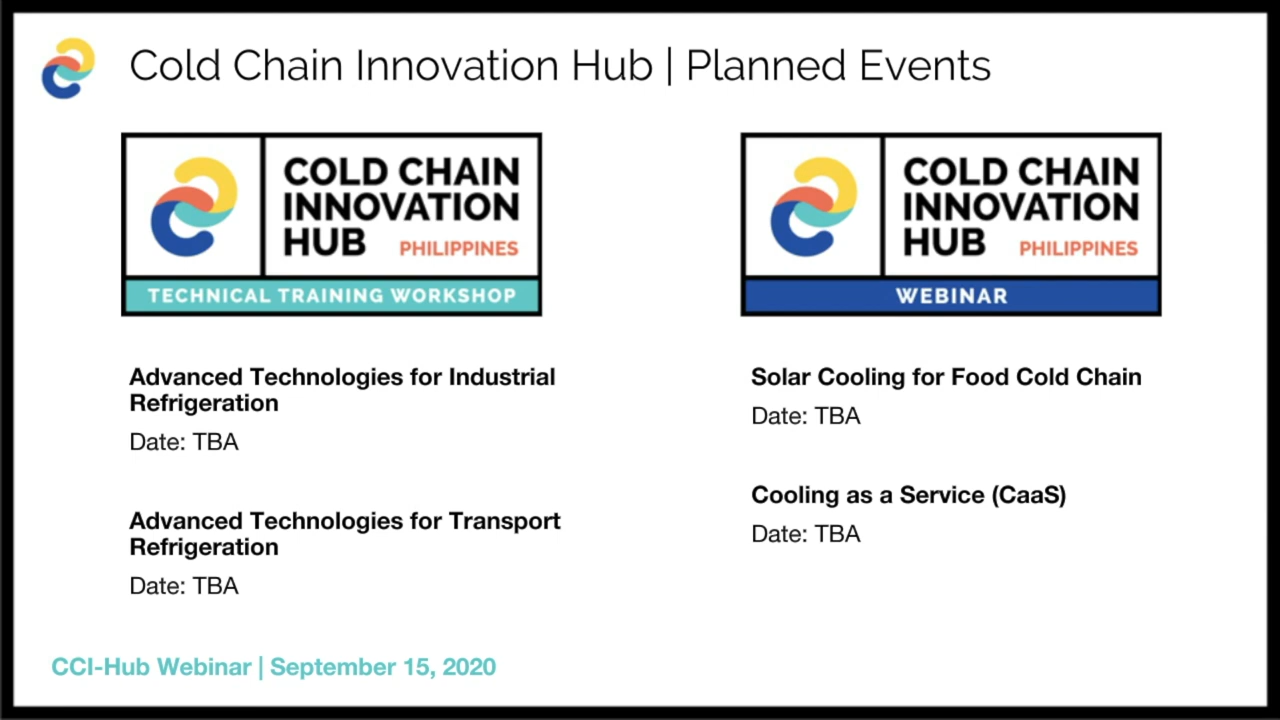 Cold Chain Innovation Hub | Planned Events
COLD CHAIN
INNOVATION
HUB PHILIPPINES
TECHNICAL TRAINING WORKSHOP
Advanced Technologies for Industrial
Refrigeration
Date: TBA
Advanced Technologies for Transport
Refrigeration
Date: TBA
COLD CHAIN
INNOVATION
HUB PHILIPPINES
WEBINAR
Solar Cooling for Food Cold Chain
Date: TBA
Cooling as a Service (CaaS)
Date: TBA
CCI-Hub Webinar | September 15, 2020